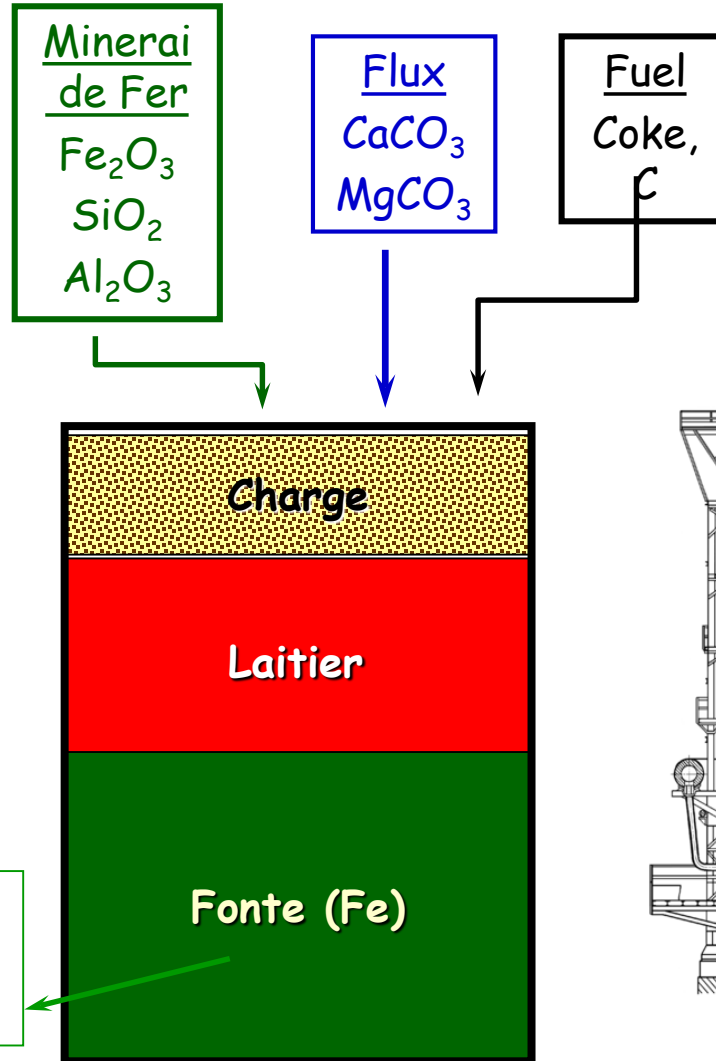 Minerai
de Fer
Fe₂O₃
SiO₂
Al₂O₃
Flux
CaCO₃
MgCO₃
Fuel
Coke,
C
Charge
Laitier
Fonte (Fe)